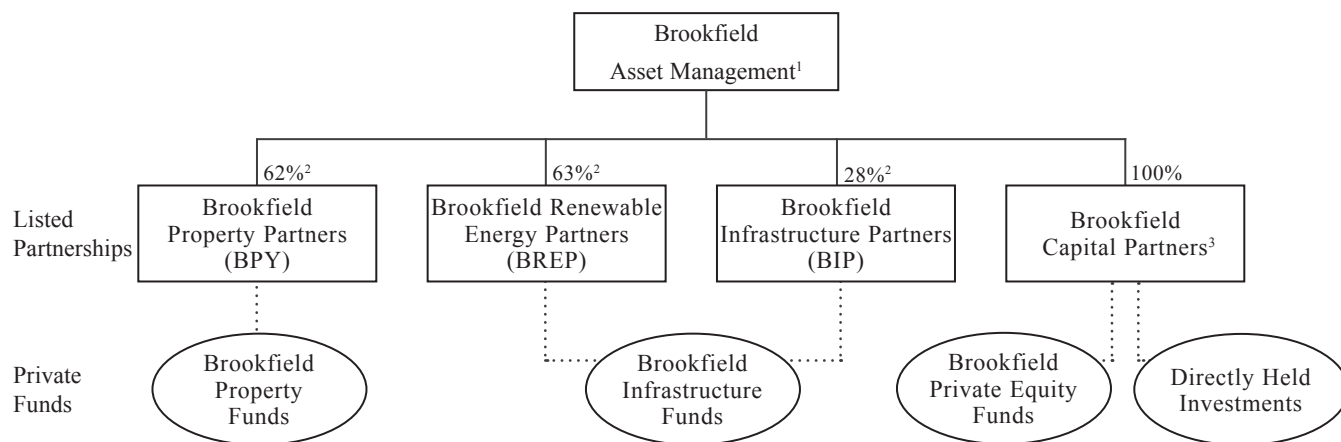 Brookfield
Asset Management¹
62%²
63%²
28%²
100%
Listed
Partnerships
Brookfield
Property Partners
(BPY)
Brookfield Renewable
Energy Partners
(BREP)
Brookfield
Infrastructure Partners
(BIP)
Brookfield
Capital Partners³
Private
Funds
Brookfield
Property
Funds
Brookfield
Infrastructure
Funds
Brookfield
Private Equity
Funds
Directly Held
Investments